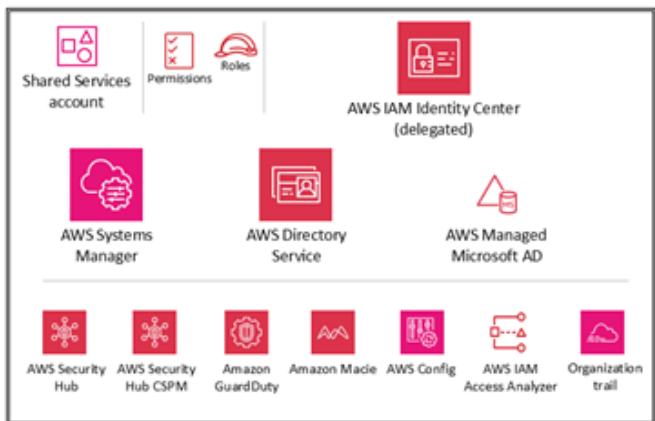 Shared Services
account
Permissions
Roles
AWS IAM Identity Center
(delegated)
AWS Systems
Manager
AWS Directory
Service
MS
AWS Managed
Microsoft AD
AWS Security
Hub
AWS Security
Hub CSPM
Amazon
GuardDuty
Amazon Macie
AWS Config
AWS IAM
Access Analyzer
Organization
trail